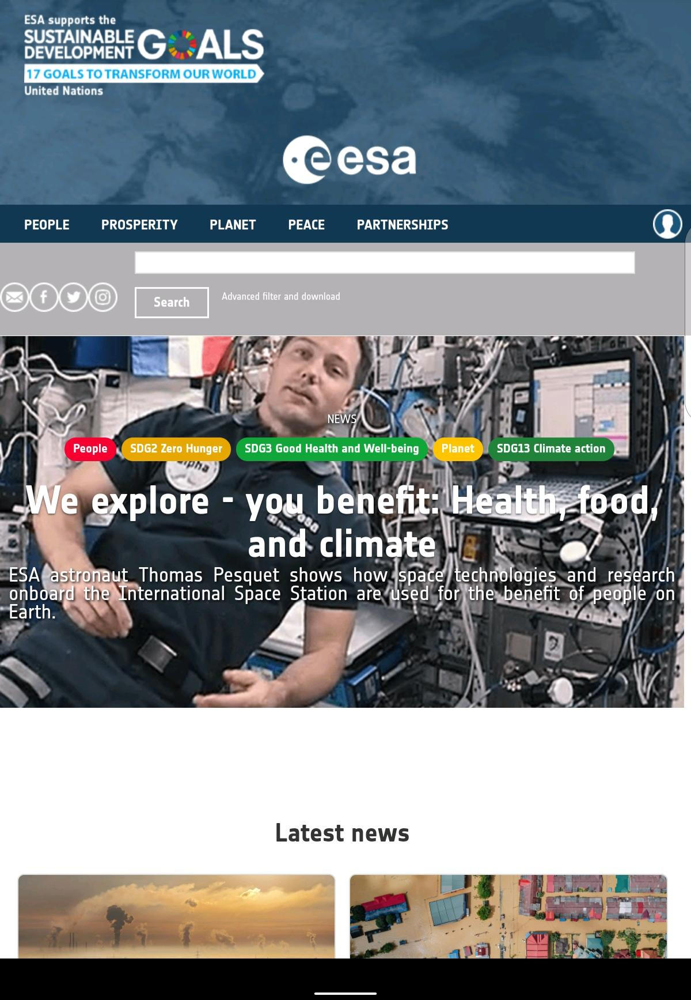 ESA supports the
SUSTAINABLE
DEVELOPMENT GOALS
17 GOALS TO TRANSFORM OUR WORLD
United Nations
esa
PEOPLE PROSPERITY PLANET PEACE PARTNERSHIPS
Search Advanced filter and download
NEWS
People SDG2 Zero Hunger SDG3 Good Health and Well-being Planet SDG13 Climate action
alpha
We explore - you benefit: Health, food,
esa
and climate
ESA astronaut Thomas Pesquet shows how space technologies and research
onboard the International Space Station are used for the benefit of people on
Earth.
Latest news